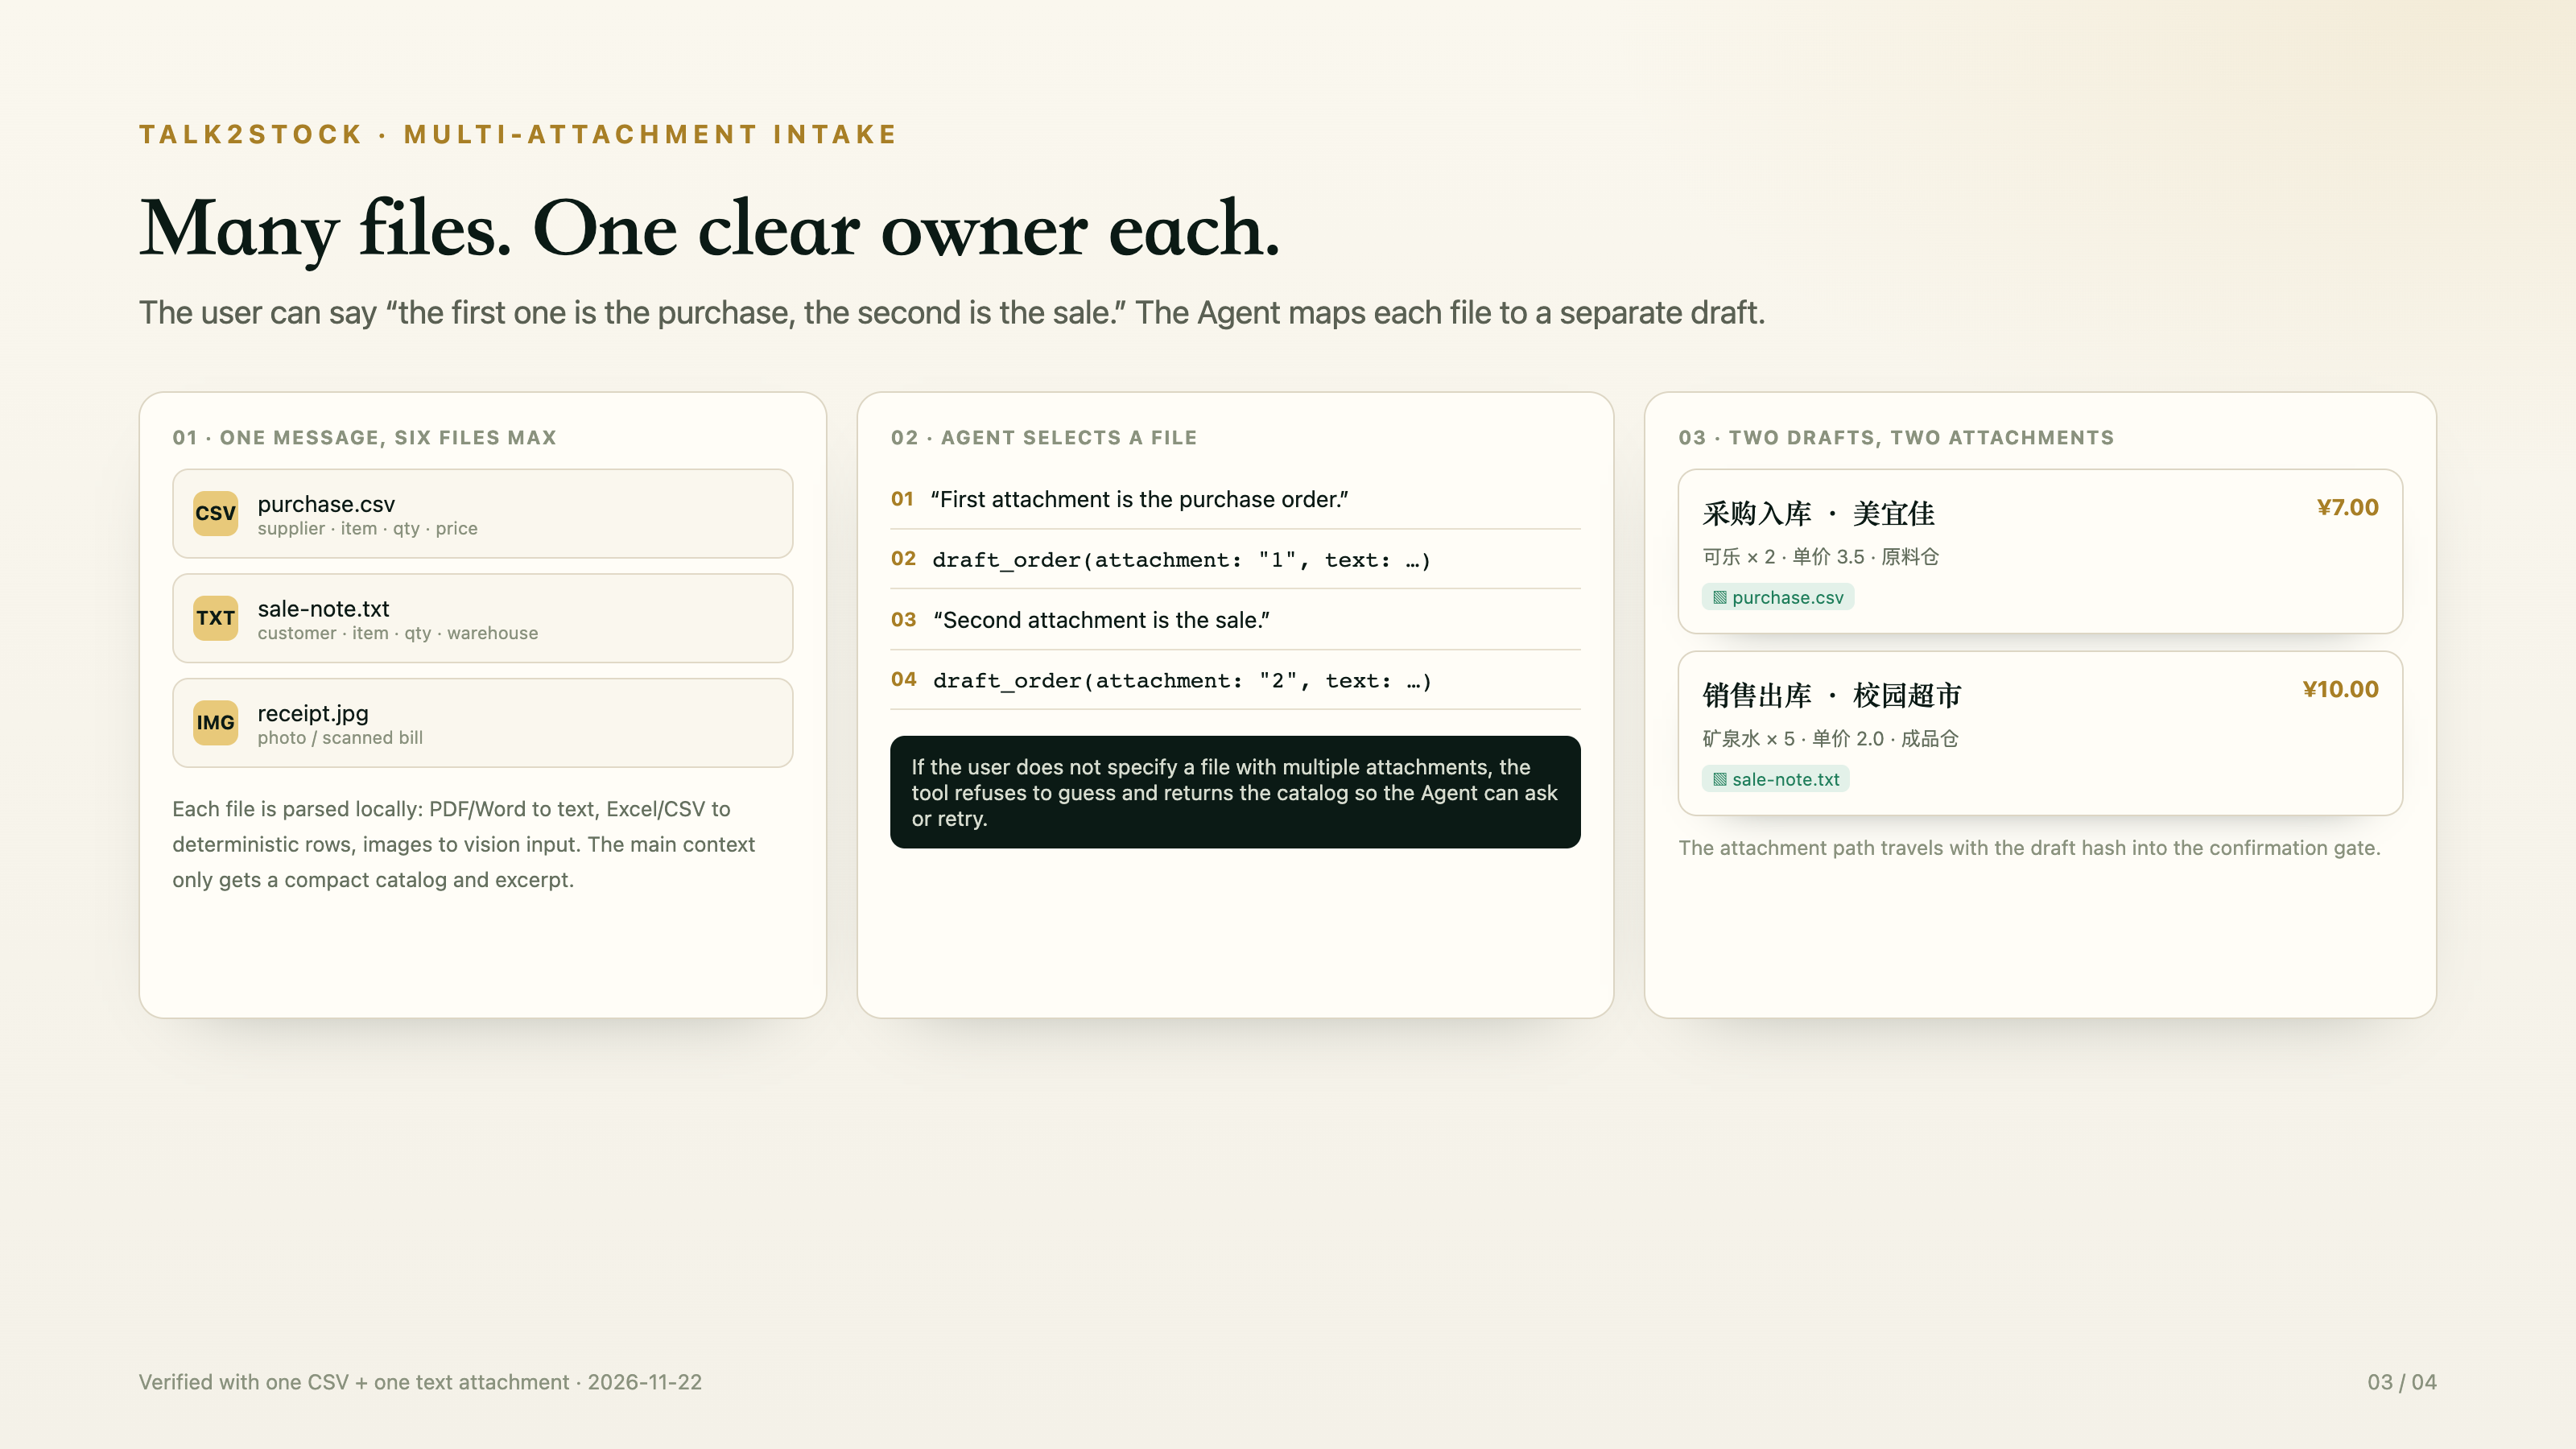 TALK2STOCK · MULTI-ATTACHMENT INTAKE
Many files. One clear owner each.
The user can say “the first one is the purchase, the second is the sale.” The Agent maps each file to a separate draft.
01 · ONE MESSAGE, SIX FILES MAX
CSV
purchase.csv
supplier · item · qty · price
TXT
sale-note.txt
customer · item · qty · warehouse
IMG
receipt.jpg
photo / scanned bill
Each file is parsed locally: PDF/Word to text, Excel/CSV to
deterministic rows, images to vision input. The main context
only gets a compact catalog and excerpt.
02 · AGENT SELECTS A FILE
01 “First attachment is the purchase order.”
02 draft_order(attachment: "1", text: …)
03 “Second attachment is the sale.”
04 draft_order(attachment: "2", text: …)
If the user does not specify a file with multiple attachments, the
tool refuses to guess and returns the catalog so the Agent can ask
or retry.
03 · TWO DRAFTS, TWO ATTACHMENTS
采购入库 · 美宜佳 ¥7.00
可乐 × 2 · 单价 3.5 · 原料仓
▧ purchase.csv
销售出库 · 校园超市 ¥10.00
矿泉水 × 5 · 单价 2.0 · 成品仓
▧ sale-note.txt
The attachment path travels with the draft hash into the confirmation gate.
Verified with one CSV + one text attachment · 2026-11-22
03 / 04